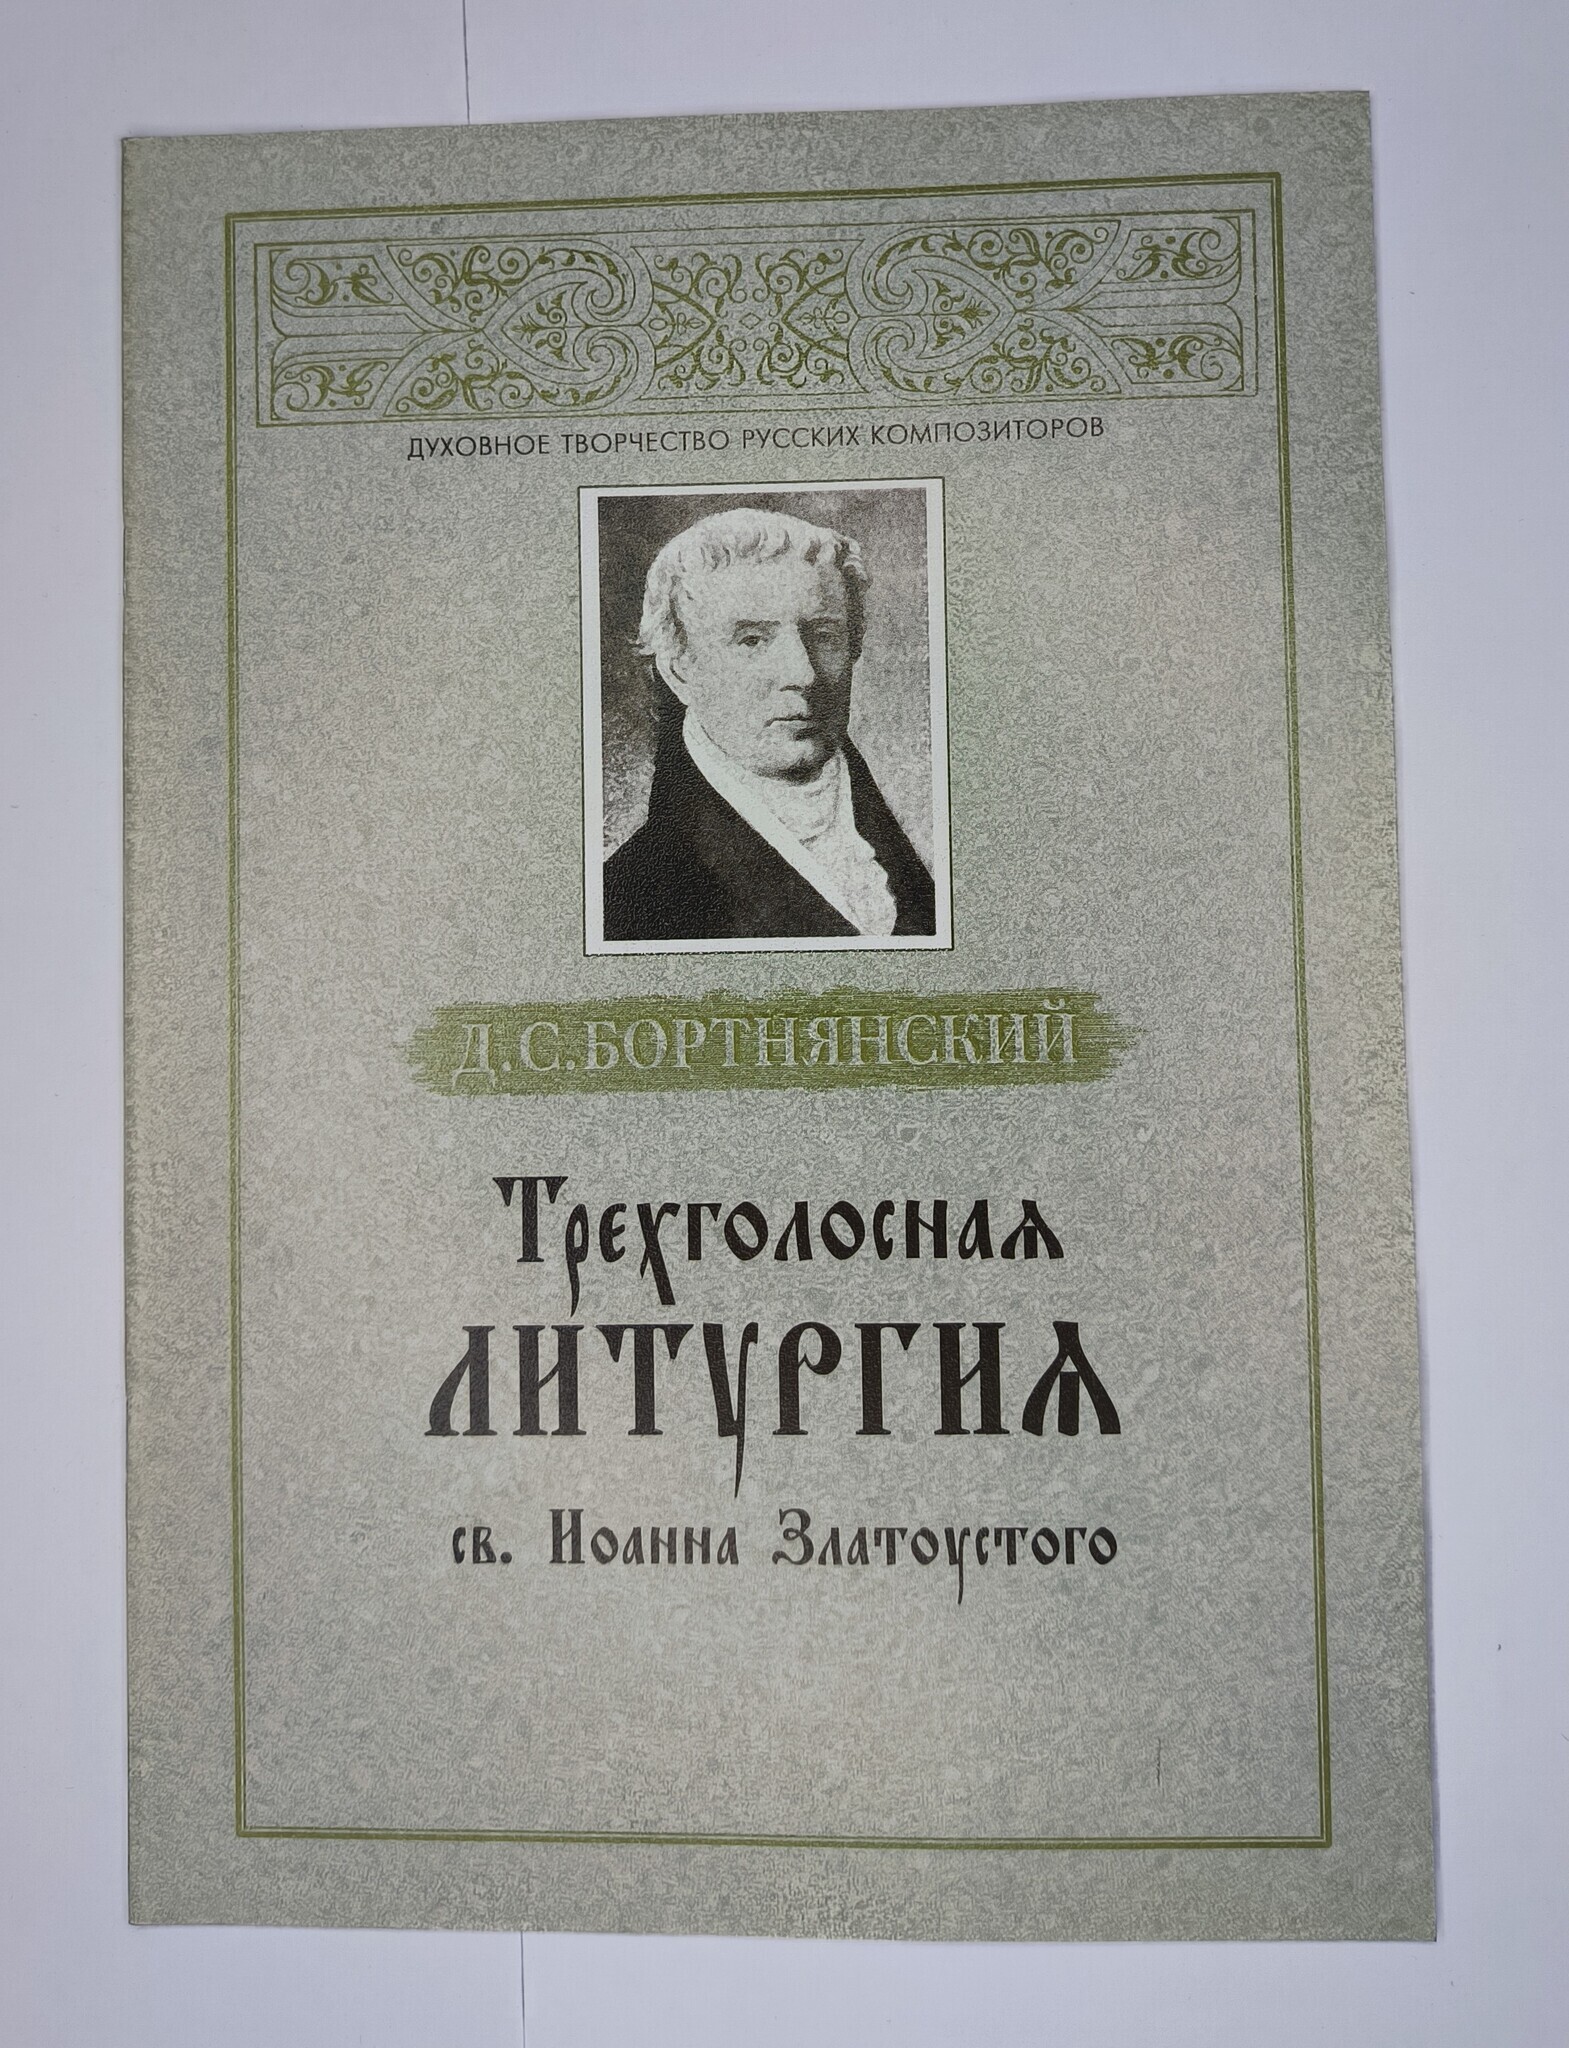 ДУХОВНОЕ ТВОРЧЕСТВО РУССКИХ КОМПОЗИТОРОВ
Д.С.БОРТНЯНСКИЙ
Трехголосная
ЛИТУРГИЯ
св. Иоанна Златоустого